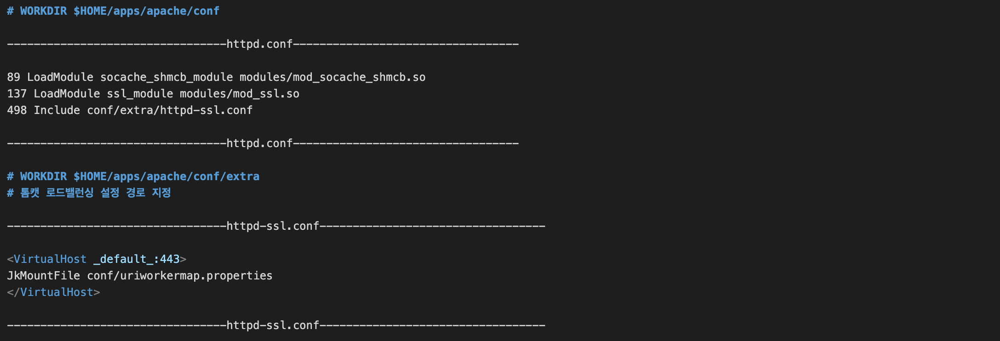 # WORKDIR $HOME/apps/apache/conf
---------------------------------httpd.conf----------------------------------
89 LoadModule socache_shmcb_module modules/mod_socache_shmcb.so
137 LoadModule ssl_module modules/mod_ssl.so
498 Include conf/extra/httpd-ssl.conf
---------------------------------httpd.conf----------------------------------
# WORKDIR $HOME/apps/apache/conf/extra
# 톰캣 로드밸런싱 설정 경로 지정
---------------------------------httpd-ssl.conf----------------------------------
<VirtualHost _default_:443>
JkMountFile conf/uriworkermap.properties
</VirtualHost>
---------------------------------httpd-ssl.conf----------------------------------